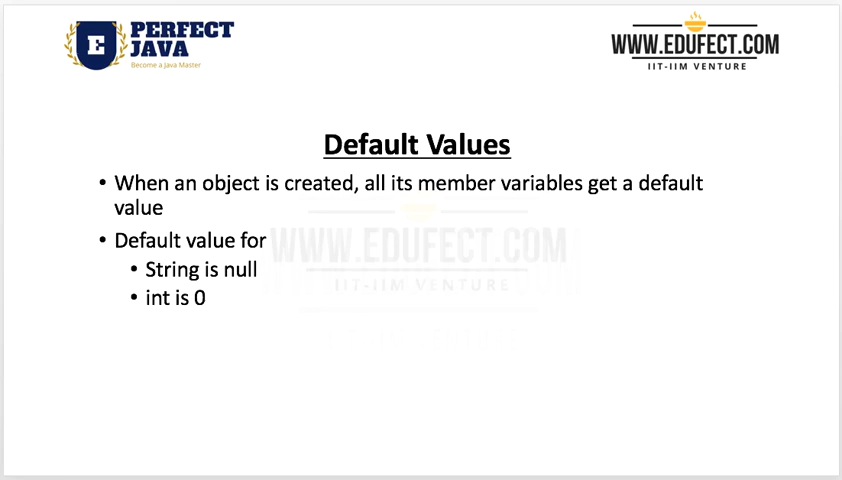 PERFECT
JAVA
Become a Java Master
E
WWW.EDUFECT.COM
IIT-IIM VENTURE
Default Values
• When an object is created, all its member variables get a default
value
• Default value for
• String is null
• int is 0
WWW.EDUFECT.COM
IIT-IIM VENTURE